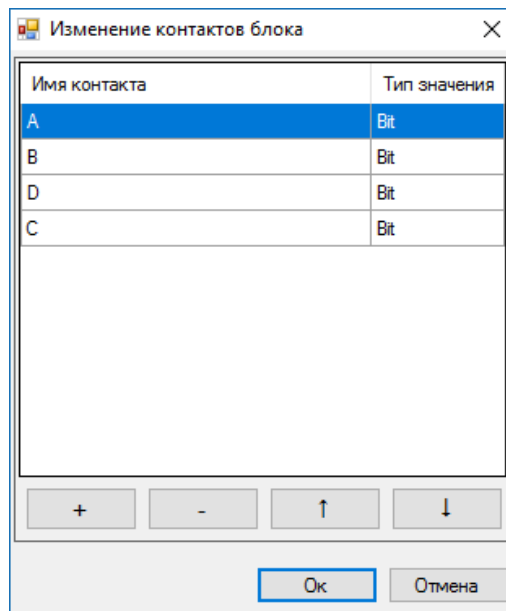 Изменение контактов блока
Имя контакта Тип значения
A Bit
B Bit
D Bit
C Bit
+ - ↑ ↓
Ок Отмена